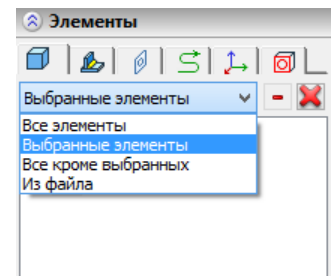 Элементы
Выбранные элементы
Все элементы
Выбранные элементы
Все кроме выбранных
Из файла